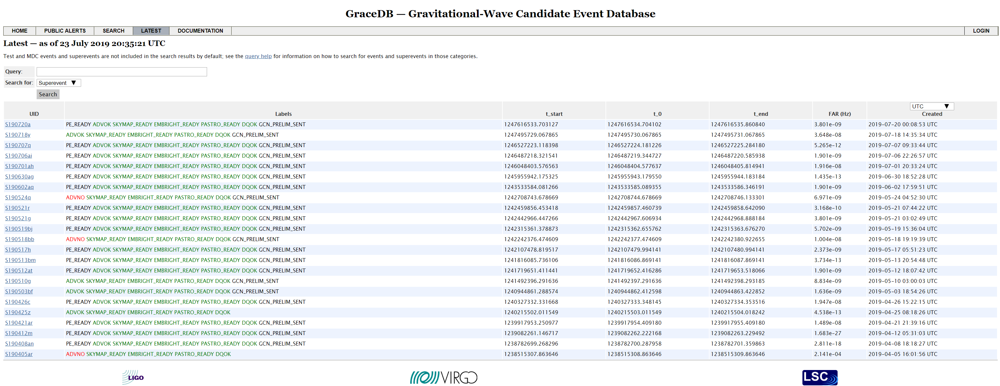 GraceDB — Gravitational-Wave Candidate Event Database
HOME PUBLIC ALERTS SEARCH LATEST DOCUMENTATION LOGIN
Latest — as of 23 July 2019 20:35:21 UTC
Test and MDC events and superevents are not included in the search results by default; see the query help for information on how to search for events and superevents in those categories.
Query:
Search for: Superevent ▼
Search
UTC ▼
UID Labels t_start t_0 t_end FAR (Hz) Created
S190720a PE_READY ADVOK SKYMAP_READY EMBRIGHT_READY PASTRO_READY DQOK GCN_PRELIM_SENT 1247616533.703127 1247616534.704102 1247616535.860840 3.801e-09 2019-07-20 00:08:53 UTC
S190718y ADVOK SKYMAP_READY EMBRIGHT_READY PASTRO_READY DQOK GCN_PRELIM_SENT 1247495729.067865 1247495730.067865 1247495731.067865 3.648e-08 2019-07-18 14:35:34 UTC
S190707q PE_READY ADVOK SKYMAP_READY EMBRIGHT_READY PASTRO_READY DQOK GCN_PRELIM_SENT 1246527223.118398 1246527224.181226 1246527225.284180 5.265e-12 2019-07-07 09:33:44 UTC
S190706ai PE_READY ADVOK SKYMAP_READY EMBRIGHT_READY PASTRO_READY DQOK GCN_PRELIM_SENT 1246487218.321541 1246487219.344727 1246487220.585938 1.901e-09 2019-07-06 22:26:57 UTC
S190701ah PE_READY ADVOK SKYMAP_READY EMBRIGHT_READY PASTRO_READY DQOK GCN_PRELIM_SENT 1246048403.576563 1246048404.577637 1246048405.814941 1.916e-08 2019-07-01 20:33:24 UTC
S190630ag PE_READY ADVOK SKYMAP_READY EMBRIGHT_READY PASTRO_READY DQOK GCN_PRELIM_SENT 1245955942.175325 1245955943.179550 1245955944.183184 1.435e-13 2019-06-30 18:52:28 UTC
S190602aq PE_READY ADVOK SKYMAP_READY EMBRIGHT_READY PASTRO_READY DQOK GCN_PRELIM_SENT 1243533584.081266 1243533585.089355 1243533586.346191 1.901e-09 2019-06-02 17:59:51 UTC
S190524q ADVNO SKYMAP_READY EMBRIGHT_READY PASTRO_READY DQOK GCN_PRELIM_SENT 1242708743.678669 1242708744.678669 1242708746.133301 6.971e-09 2019-05-24 04:52:30 UTC
S190521r PE_READY ADVOK SKYMAP_READY EMBRIGHT_READY PASTRO_READY DQOK GCN_PRELIM_SENT 1242459856.453418 1242459857.460739 1242459858.642090 3.168e-10 2019-05-21 07:44:22 UTC
S190521g PE_READY ADVOK SKYMAP_READY EMBRIGHT_READY PASTRO_READY DQOK GCN_PRELIM_SENT 1242442966.447266 1242442967.606934 1242442968.888184 3.801e-09 2019-05-21 03:02:49 UTC
S190519bj PE_READY ADVOK SKYMAP_READY EMBRIGHT_READY PASTRO_READY DQOK GCN_PRELIM_SENT 1242315361.378873 1242315362.655762 1242315363.676270 5.702e-09 2019-05-19 15:36:04 UTC
S190518bb ADVNO SKYMAP_READY EMBRIGHT_READY PASTRO_READY DQOK GCN_PRELIM_SENT 1242242376.474609 1242242377.474609 1242242380.922655 1.004e-08 2019-05-18 19:19:39 UTC
S190517h PE_READY ADVOK SKYMAP_READY EMBRIGHT_READY PASTRO_READY DQOK GCN_PRELIM_SENT 1242107478.819517 1242107479.994141 1242107480.994141 2.373e-09 2019-05-17 05:51:23 UTC
S190513bm PE_READY ADVOK SKYMAP_READY EMBRIGHT_READY PASTRO_READY DQOK GCN_PRELIM_SENT 1241816085.736106 1241816086.869141 1241816087.869141 3.734e-13 2019-05-13 20:54:48 UTC
S190512at PE_READY ADVOK SKYMAP_READY EMBRIGHT_READY PASTRO_READY DQOK GCN_PRELIM_SENT 1241719651.411441 1241719652.416286 1241719653.518066 1.901e-09 2019-05-12 18:07:42 UTC
S190510g ADVOK SKYMAP_READY EMBRIGHT_READY PASTRO_READY DQOK GCN_PRELIM_SENT 1241492396.291636 1241492397.291636 1241492398.293185 8.834e-09 2019-05-10 03:00:03 UTC
S190503bf ADVOK SKYMAP_READY EMBRIGHT_READY PASTRO_READY DQOK GCN_PRELIM_SENT 1240944861.288574 1240944862.412598 1240944863.422852 1.636e-09 2019-05-03 18:54:26 UTC
S190426c PE_READY ADVOK SKYMAP_READY EMBRIGHT_READY PASTRO_READY DQOK GCN_PRELIM_SENT 1240327332.331668 1240327333.348145 1240327334.353516 1.947e-08 2019-04-26 15:22:15 UTC
S190425z ADVOK SKYMAP_READY EMBRIGHT_READY PASTRO_READY DQOK 1240215502.011549 1240215503.011549 1240215504.018242 4.538e-13 2019-04-25 08:18:26 UTC
S190421ar PE_READY ADVOK SKYMAP_READY EMBRIGHT_READY PASTRO_READY DQOK GCN_PRELIM_SENT 1239917953.250977 1239917954.409180 1239917955.409180 1.489e-08 2019-04-21 21:39:16 UTC
S190412m PE_READY ADVOK SKYMAP_READY EMBRIGHT_READY PASTRO_READY DQOK GCN_PRELIM_SENT 1239082261.146717 1239082262.222168 1239082263.229492 1.683e-27 2019-04-12 05:31:03 UTC
S190408an PE_READY ADVOK SKYMAP_READY EMBRIGHT_READY PASTRO_READY DQOK GCN_PRELIM_SENT 1238782699.268296 1238782700.287958 1238782701.359863 2.811e-18 2019-04-08 18:18:27 UTC
S190405ar ADVNO SKYMAP_READY EMBRIGHT_READY PASTRO_READY DQOK 1238515307.863646 1238515308.863646 1238515309.863646 2.141e-04 2019-04-05 16:01:56 UTC
LIGO VIRGO LSC